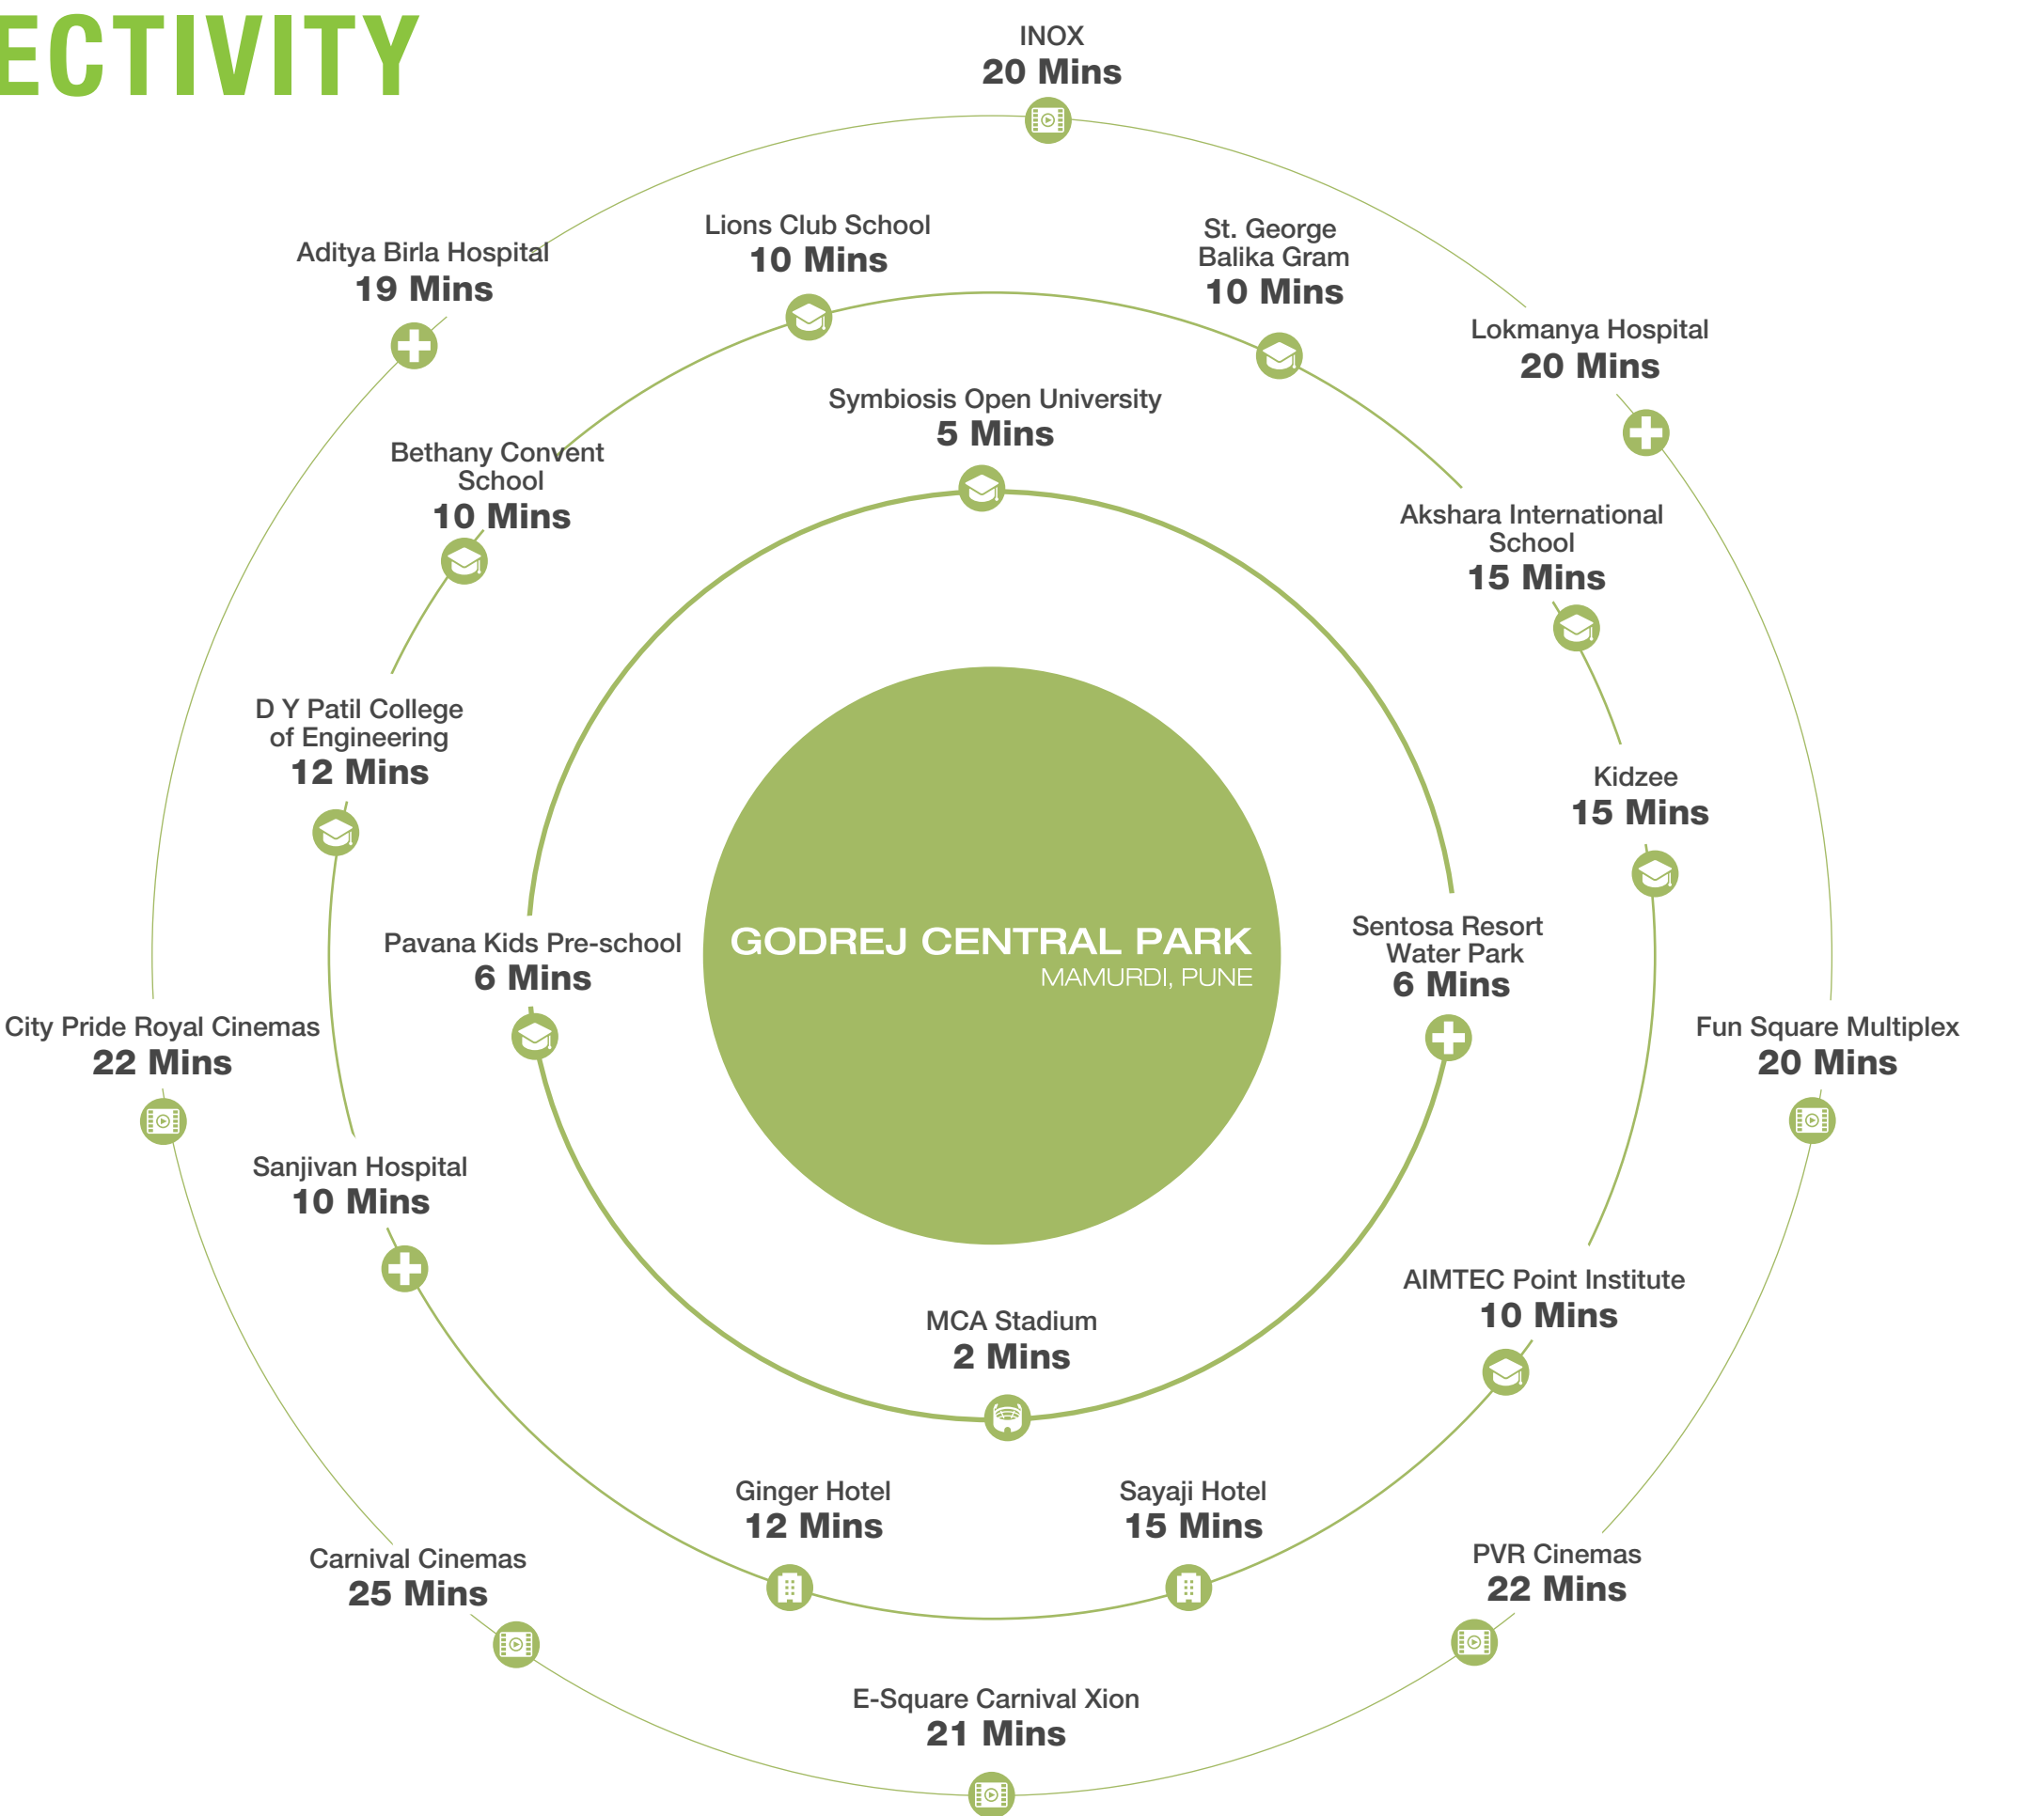 ECTIVITY
INOX
20 Mins
Lions Club School
10 Mins
St. George
Balika Gram
10 Mins
Aditya Birla Hospital
19 Mins
Lokmanya Hospital
20 Mins
Symbiosis Open University
5 Mins
Bethany Convent
School
10 Mins
Akshara International
School
15 Mins
D Y Patil College
of Engineering
12 Mins
Kidzee
15 Mins
Pavana Kids Pre-school
6 Mins
GODREJ CENTRAL PARK
MAMURDI, PUNE
Sentosa Resort
Water Park
6 Mins
City Pride Royal Cinemas
22 Mins
Fun Square Multiplex
20 Mins
Sanjivan Hospital
10 Mins
AIMTEC Point Institute
10 Mins
MCA Stadium
2 Mins
Ginger Hotel
12 Mins
Sayaji Hotel
15 Mins
Carnival Cinemas
25 Mins
PVR Cinemas
22 Mins
E-Square Carnival Xion
21 Mins